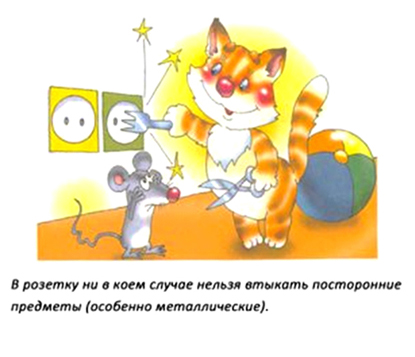 В розетку ни в коем случае нельзя втыкать посторонние
предметы (особенно металлические).